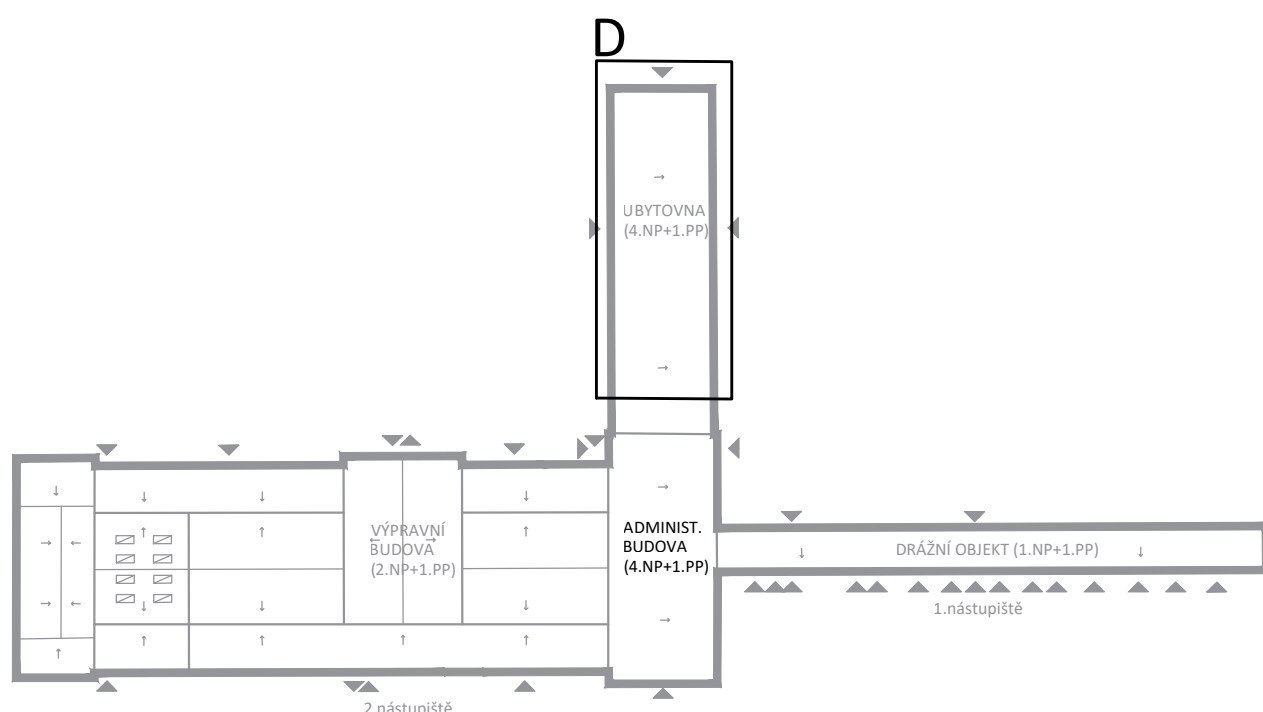 D
UBYTOVNA
(4.NP+1.PP)
VÝPRAVNÍ
BUDOVA
(2.NP+1.PP)
ADMINIST.
BUDOVA
(4.NP+1.PP)
DRÁŽNÍ OBJEKT (1.NP+1.PP)
1.nástupiště
2.nástupiště